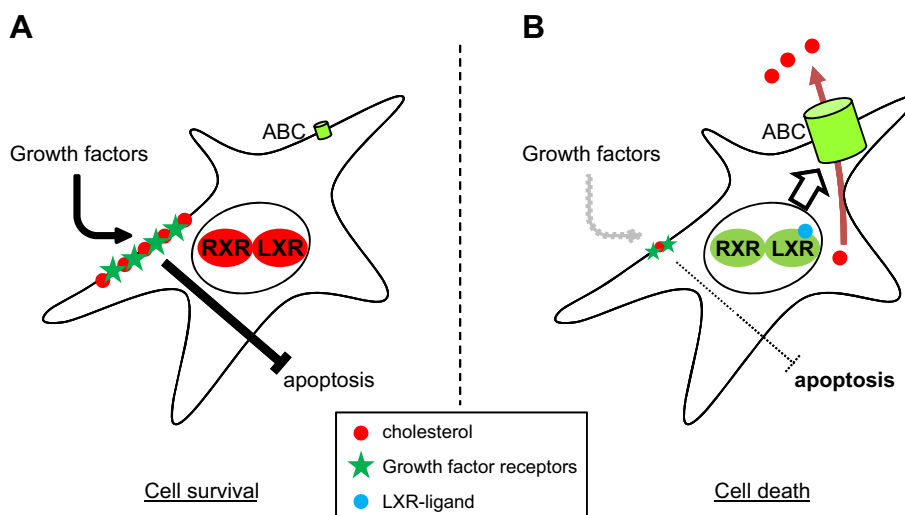 A
ABC
Growth factors
RXR LXR
apoptosis
Cell survival
B
ABC
Growth factors
RXR LXR
apoptosis
Cell death
cholesterol
Growth factor receptors
LXR-ligand